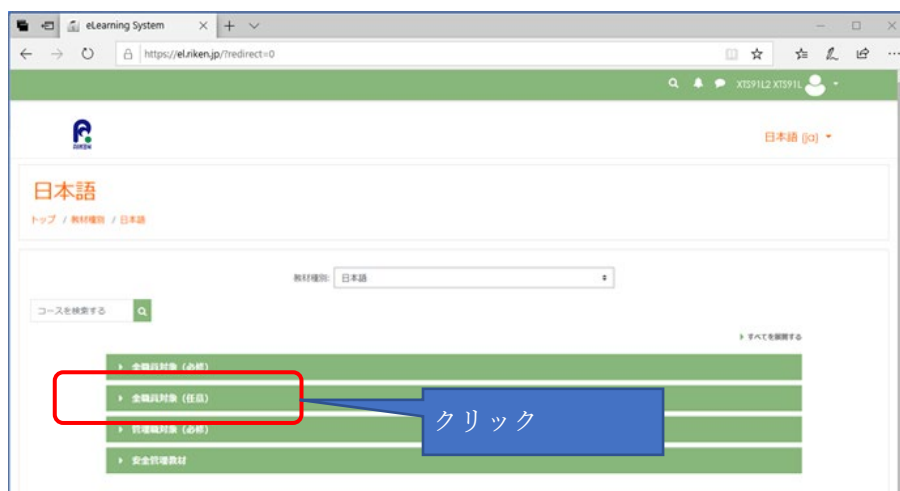 eLearning System
https://el.riken.jp/?redirect=0
XTS91L2 XTS91L
RIKEN
日本語 (ja)
日本語
トップ / 教材種別 / 日本語
教材種別: 日本語
コースを検索する
すべてを展開する
全職員対象（必修）
全職員対象（任意）
クリック
管理職対象（必修）
安全管理教材